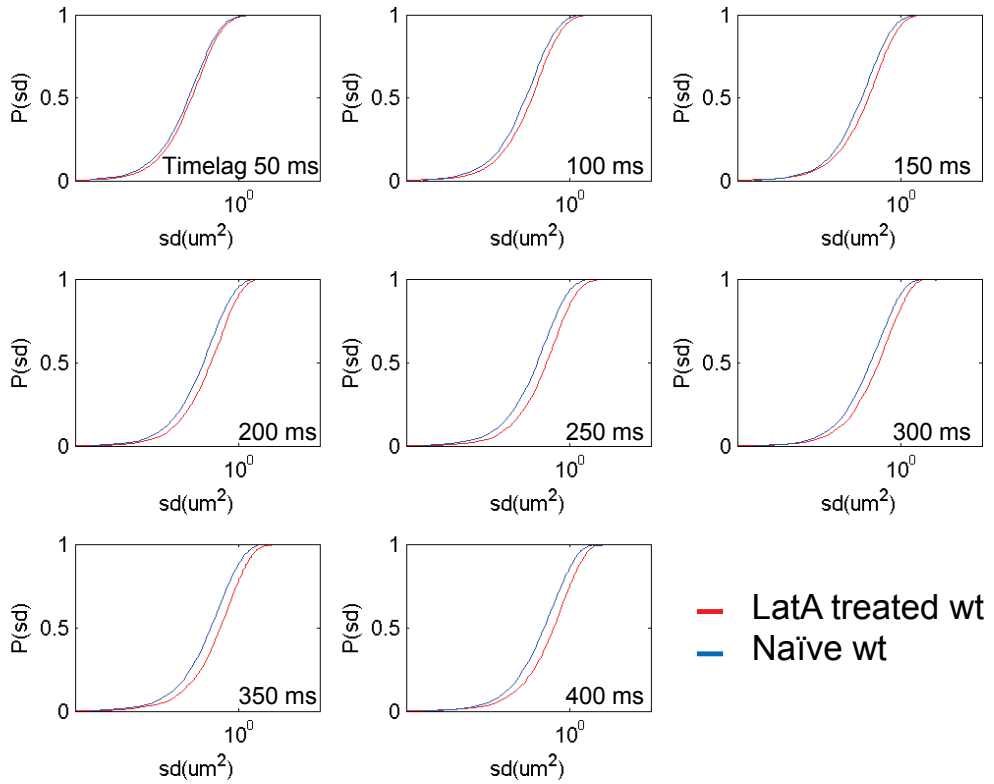 1
P(sd)
0.5
0
Timelag 50 ms
10^0
sd(um^2)
1
P(sd)
0.5
0
100 ms
10^0
sd(um^2)
1
P(sd)
0.5
0
150 ms
10^0
sd(um^2)
1
P(sd)
0.5
0
200 ms
10^0
sd(um^2)
1
P(sd)
0.5
0
250 ms
10^0
sd(um^2)
1
P(sd)
0.5
0
300 ms
10^0
sd(um^2)
1
P(sd)
0.5
0
350 ms
10^0
sd(um^2)
1
P(sd)
0.5
0
400 ms
10^0
sd(um^2)
LatA treated wt
Naïve wt